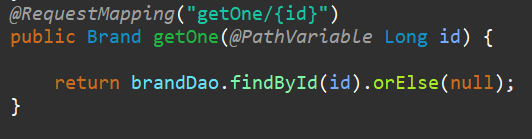 @RequestMapping("getOne/{id}")
public Brand getOne(@PathVariable Long id) {
return brandDao.findById(id).orElse(null);
}